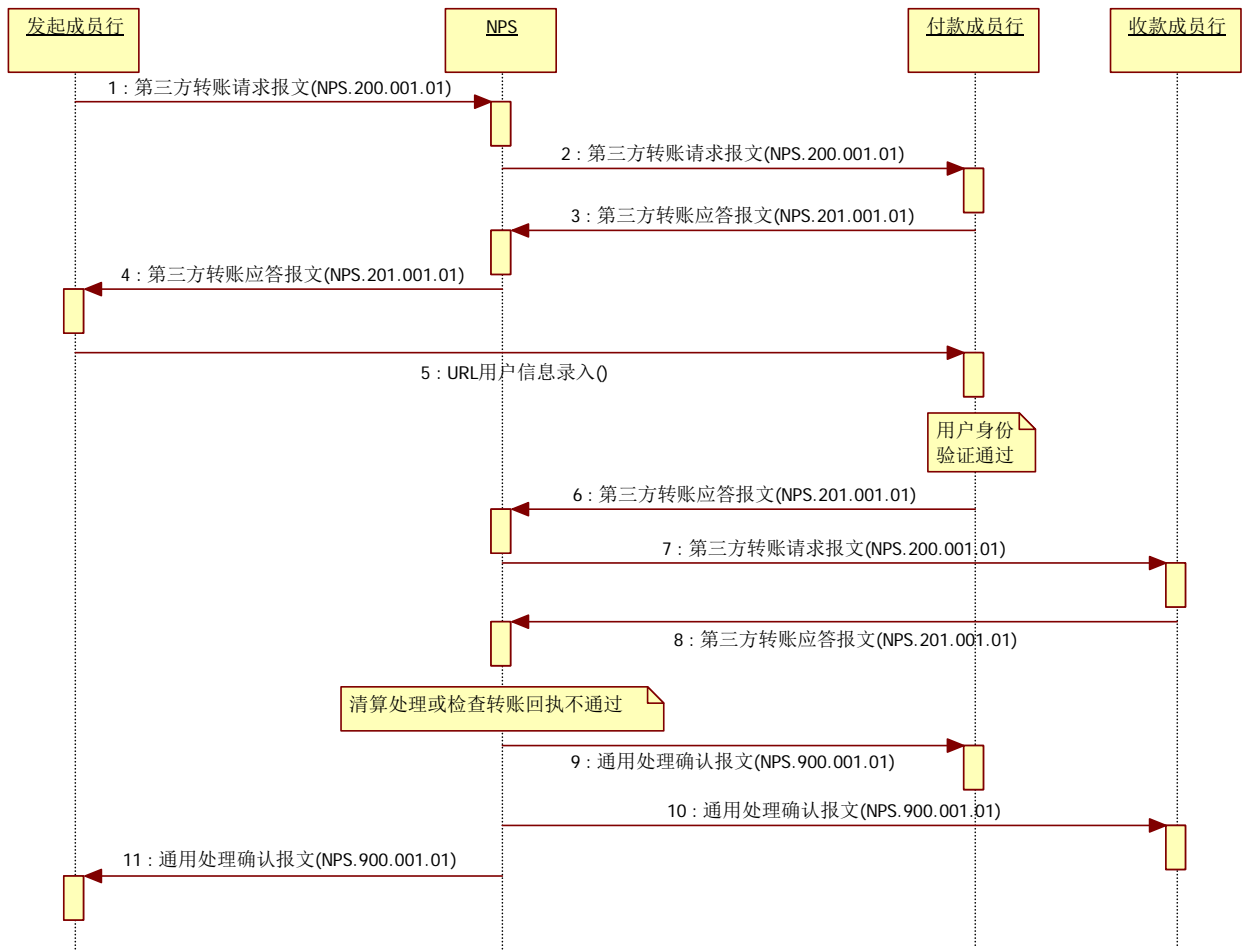 发起成员行
NPS
付款成员行
收款成员行
1 : 第三方转账请求报文(NPS.200.001.01)
2 : 第三方转账请求报文(NPS.200.001.01)
3 : 第三方转账应答报文(NPS.201.001.01)
4 : 第三方转账应答报文(NPS.201.001.01)
5 : URL用户信息录入()
用户身份
验证通过
6 : 第三方转账应答报文(NPS.201.001.01)
7 : 第三方转账请求报文(NPS.200.001.01)
8 : 第三方转账应答报文(NPS.201.001.01)
清算处理或检查转账回执不通过
9 : 通用处理确认报文(NPS.900.001.01)
10 : 通用处理确认报文(NPS.900.001.01)
11 : 通用处理确认报文(NPS.900.001.01)